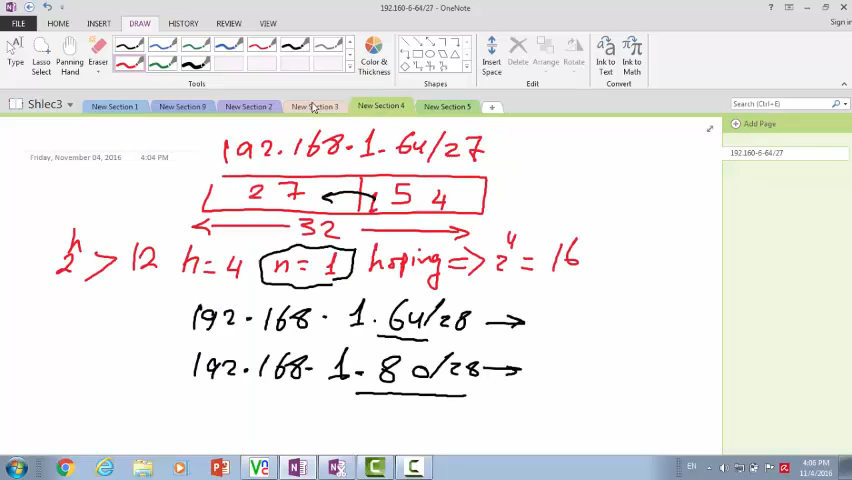 192.160-6-64/27 - OneNote
FILE HOME INSERT DRAW HISTORY REVIEW VIEW
Sign in
Type Lasso Select Panning Hand Eraser Color & Thickness Insert Space Delete Arrange Rotate Ink to Text Ink to Math
Tools Shapes Edit Convert
Shlec3 New Section 1 New Section 9 New Section 2 New Section 3 New Section 4 New Section 5 Search (Ctrl+E)
Add Page
192.160-6-64/27
Friday, November 04, 2016 4:04 PM
192.168.1.64/27
27 5 4
32
2^h > 12 h=4 n=1 hoping => 2^4 = 16
192.168.1.64/28 →
192.168.1.80/28 →
EN 4:06 PM
11/4/2016